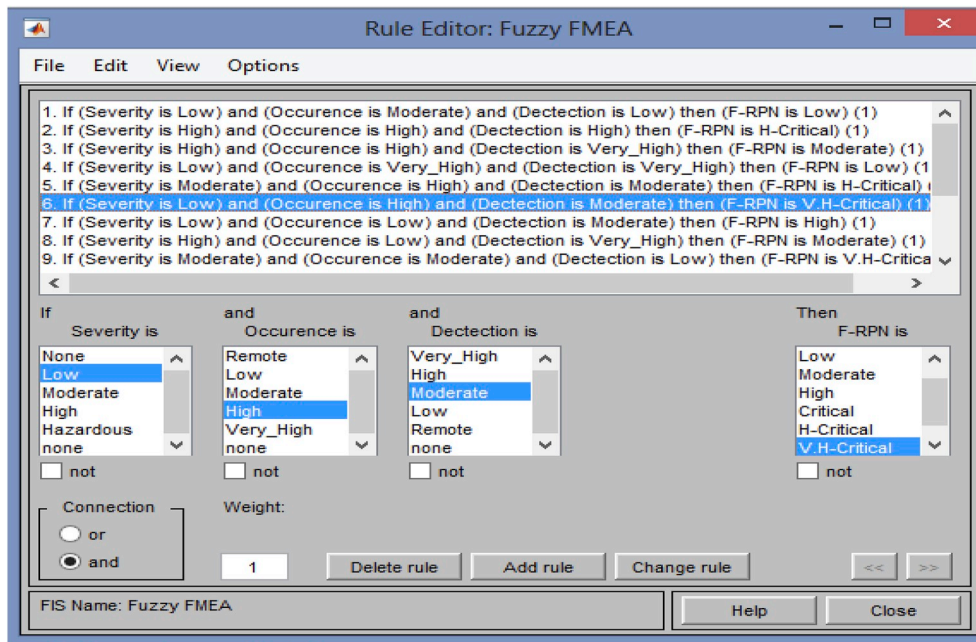 Rule Editor: Fuzzy FMEA
File Edit View Options
1. If (Severity is Low) and (Occurence is Moderate) and (Dectection is Low) then (F-RPN is Low) (1)
2. If (Severity is High) and (Occurence is High) and (Dectection is High) then (F-RPN is H-Critical) (1)
3. If (Severity is High) and (Occurence is High) and (Dectection is Very_High) then (F-RPN is Moderate) (1)
4. If (Severity is Low) and (Occurence is Very_High) and (Dectection is Very_High) then (F-RPN is Low) (1
5. If (Severity is Moderate) and (Occurence is High) and (Dectection is Moderate) then (F-RPN is H-Critical) (
6. If (Severity is Low) and (Occurence is High) and (Dectection is Moderate) then (F-RPN is V.H-Critical) (1)
7. If (Severity is Low) and (Occurence is Low) and (Dectection is Moderate) then (F-RPN is High) (1)
8. If (Severity is High) and (Occurence is Low) and (Dectection is Very_High) then (F-RPN is Moderate) (1)
9. If (Severity is Moderate) and (Occurence is Moderate) and (Dectection is Low) then (F-RPN is V.H-Critica
If and and Then
Severity is Occurence is Dectection is F-RPN is
None Remote Very_High Low
Low Low High Moderate
Moderate Moderate Moderate High
High High Low Critical
Hazardous Very_High Remote H-Critical
none none none V.H-Critical
not not not not
Connection Weight:
or
and 1 Delete rule Add rule Change rule << >>
FIS Name: Fuzzy FMEA Help Close